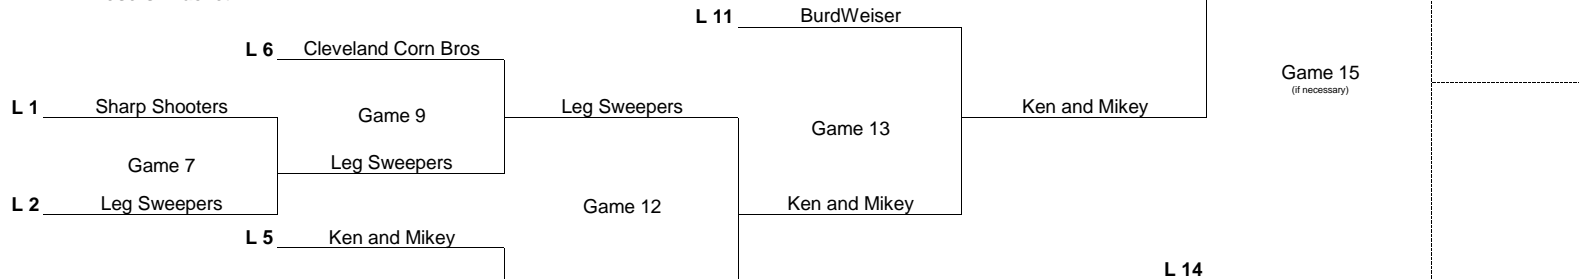 L 11 BurdWeiser
L 6 Cleveland Corn Bros
Game 15
(if necessary)
L 1 Sharp Shooters
Game 9
Leg Sweepers
Ken and Mikey
Game 13
Game 7
Leg Sweepers
L 2 Leg Sweepers
Game 12
Ken and Mikey
L 5 Ken and Mikey
L 14